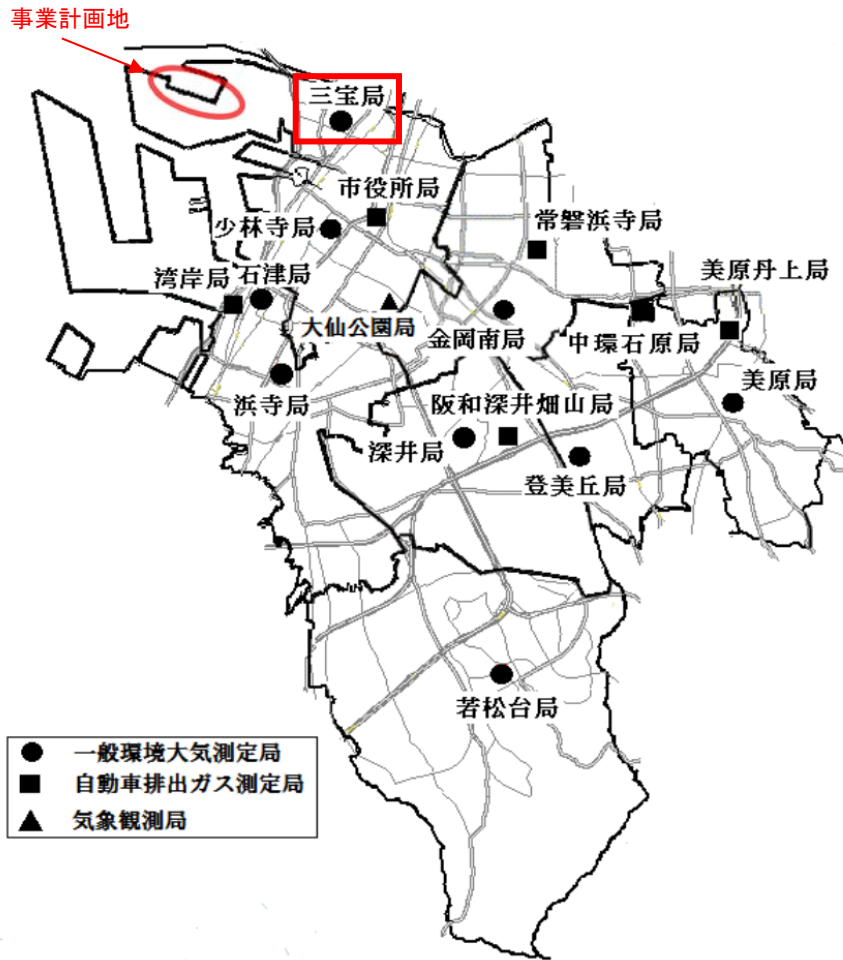 事業計画地
三宝局
市役所局
少林寺局
常磐浜寺局
湾岸局
石津局
美原丹上局
大仙公園局
金岡南局
中環石原局
浜寺局
阪和深井畑山局
美原局
深井局
登美丘局
若松台局
一般環境大気測定局
自動車排出ガス測定局
気象観測局